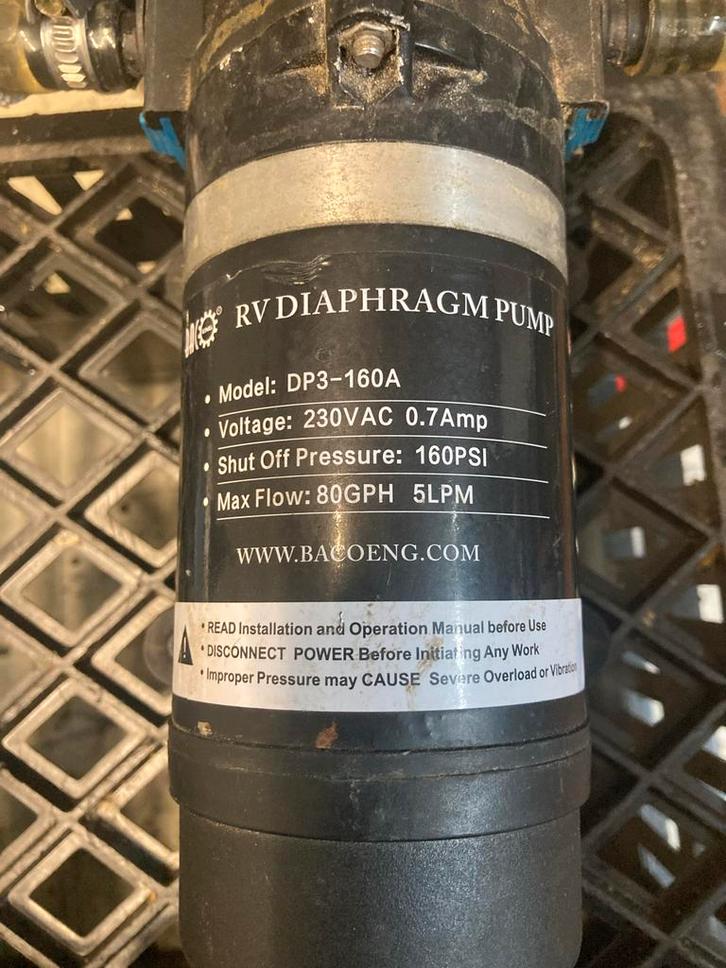 BACO ®
RV DIAPHRAGM PUMP
• Model: DP3-160A
• Voltage: 230VAC 0.7Amp
• Shut Off Pressure: 160PSI
• Max Flow: 80GPH 5LPM
WWW.BACOENG.COM
• READ Installation and Operation Manual before Use
• DISCONNECT POWER Before Initiating Any Work
• Improper Pressure may CAUSE Severe Overload or Vibration